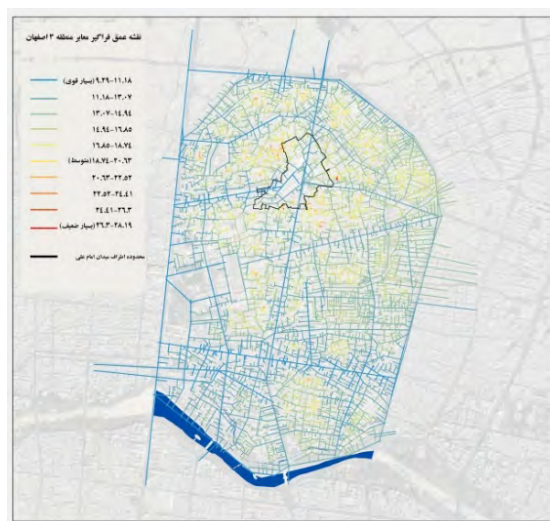 نقشه عمق فراگیر معابر منطقه ۳ اصفهان
۹.۲۹-۱۱.۱۸ (بسیار قوی)
۱۱.۱۸-۱۳.۰۷
۱۳.۰۷-۱۴.۹۴
۱۴.۹۴-۱۶.۸۵
۱۶.۸۵-۱۸.۷۴
۱۸.۷۴-۲۰.۶۳ (متوسط)
۲۰.۶۳-۲۲.۵۲
۲۲.۵۲-۲۴.۴۱
۲۴.۴۱-۲۶.۳
۲۶.۳-۲۸.۱۹ (بسیار ضعیف)
محدوده اطراف میدان امام علی